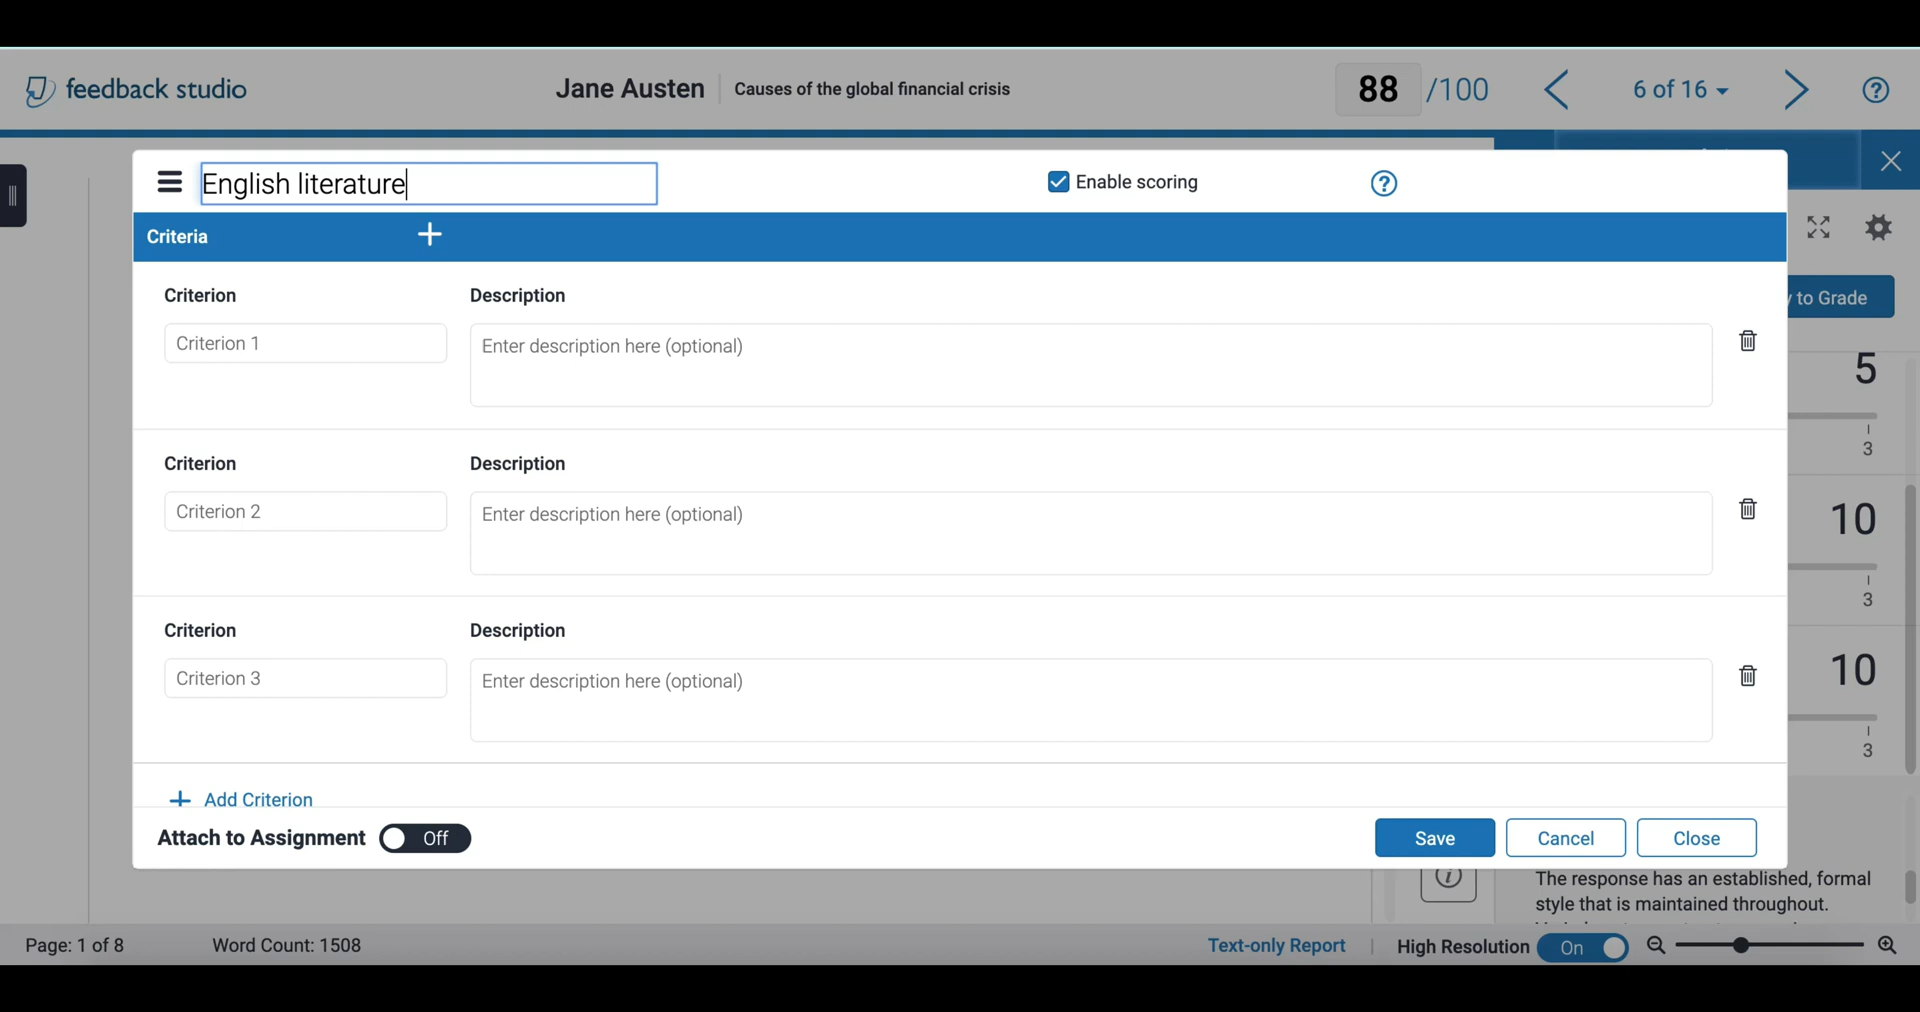 feedback studio
Jane Austen
Causes of the global financial crisis
88 /100
6 of 16
English literature
Enable scoring
Criteria
to Grade
Criterion
Description
Criterion 1
Enter description here (optional)
5
3
Criterion
Description
Criterion 2
Enter description here (optional)
10
3
Criterion
Description
Criterion 3
Enter description here (optional)
10
3
Add Criterion
Attach to Assignment
Off
Save
Cancel
Close
The response has an established, formal
style that is maintained throughout.
Page: 1 of 8
Word Count: 1508
Text-only Report
High Resolution
On